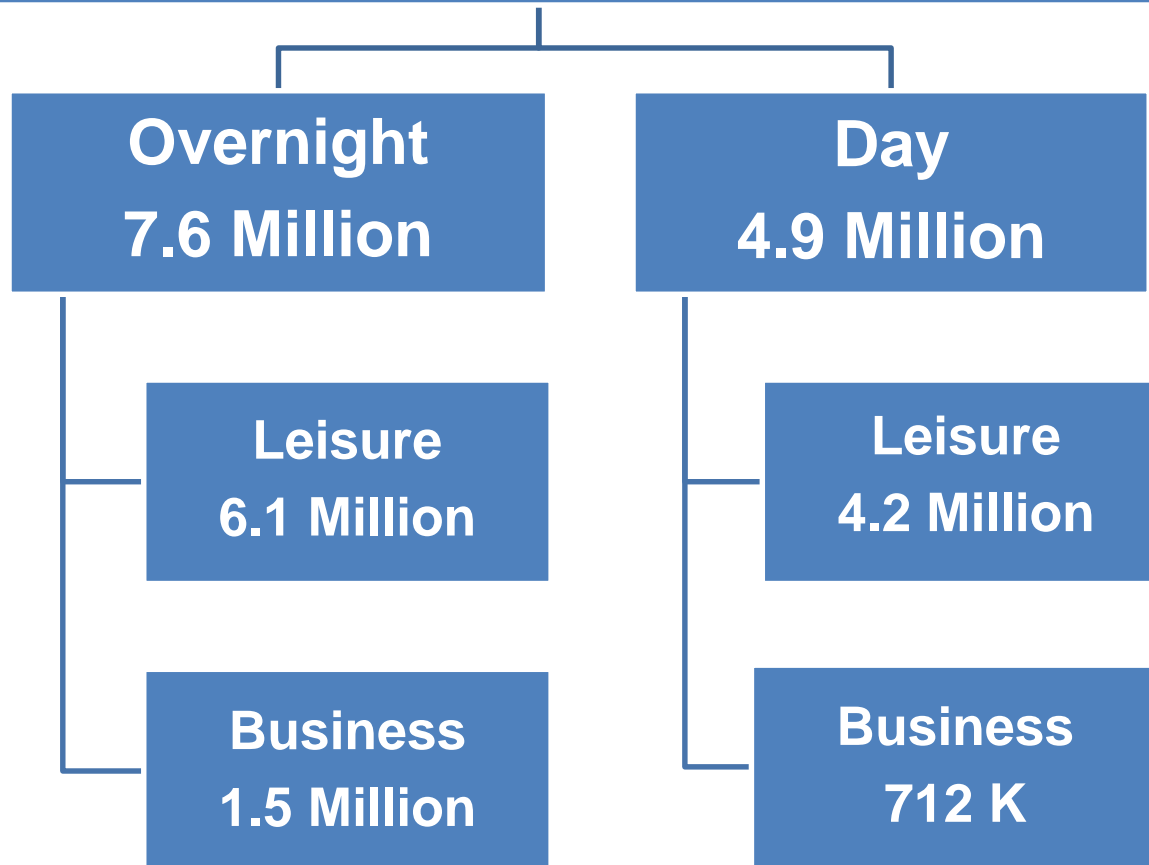 Overnight
7.6 Million
Day
4.9 Million
Leisure
6.1 Million
Leisure
4.2 Million
Business
1.5 Million
Business
712 K